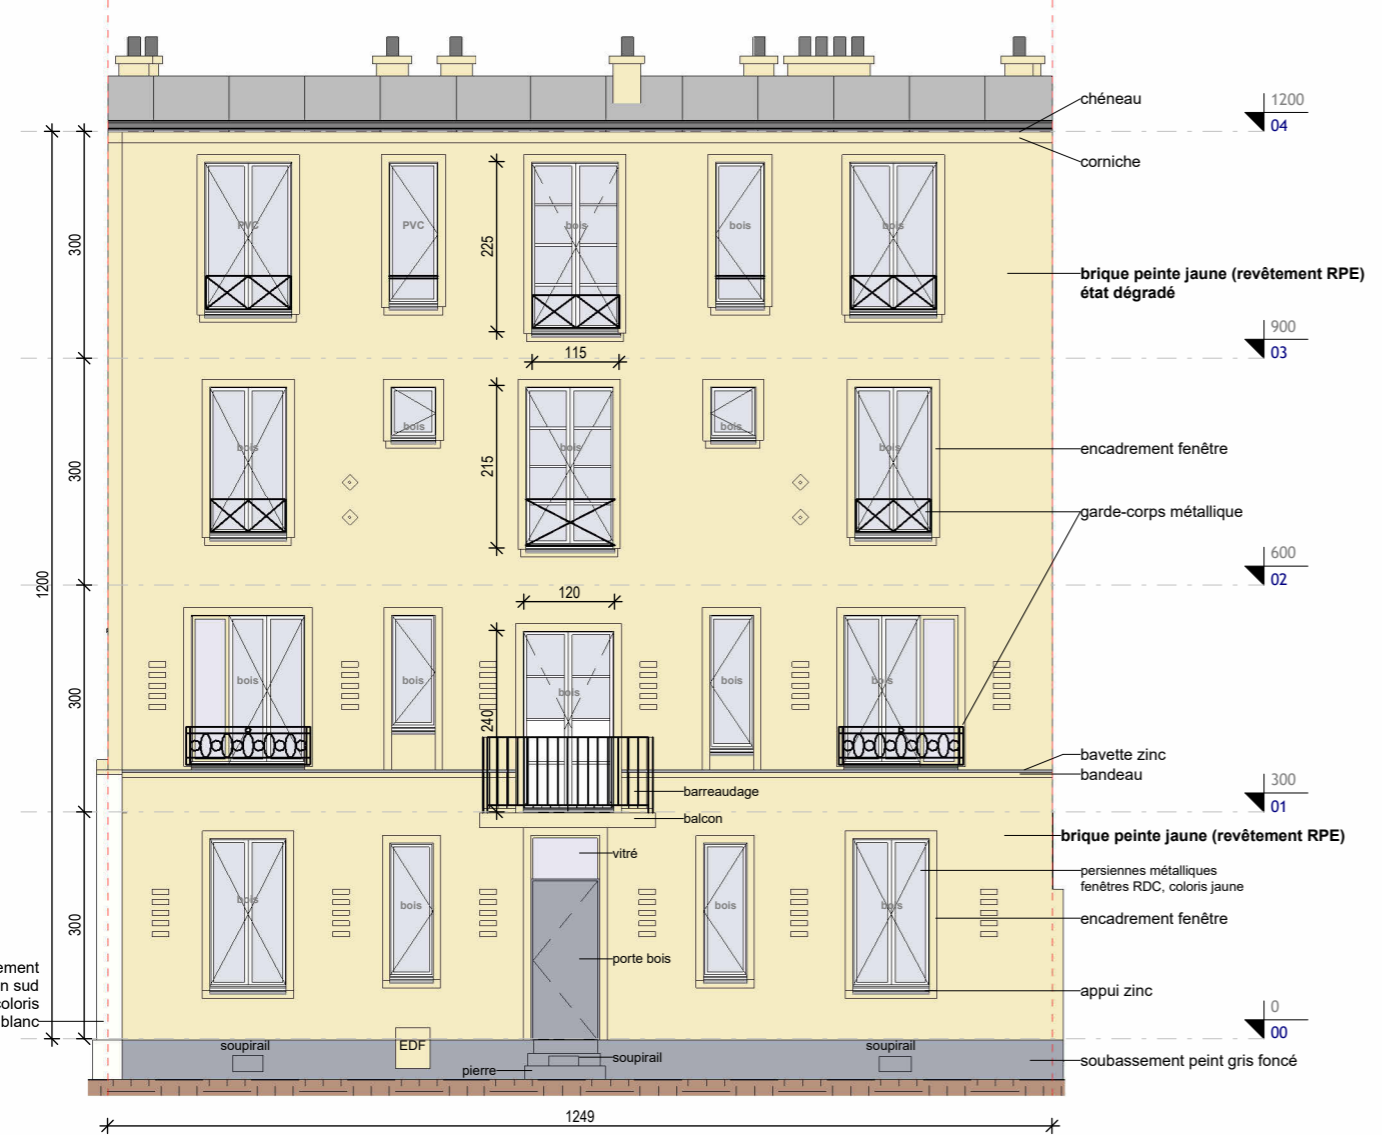 chéneau
1200
04
corniche
PVC
PVC
bois
bois
bois
225
300
brique peinte jaune (revêtement RPE)
état dégradé
900
03
115
bois
bois
bois
bois
bois
215
300
encadrement fenêtre
garde-corps métallique
600
02
1200
120
bois
bois
bois
bois
bois
240
300
bavette zinc
bandeau
300
01
barreaudage
balcon
brique peinte jaune (revêtement RPE)
vitré
persiennes métalliques
fenêtres RDC, coloris jaune
bois
bois
bois
bois
300
encadrement fenêtre
porte bois
ement
n sud
coloris
blanc
appui zinc
0
00
soupirail
EDF
soupirail
soupirail
pierre
soubassement peint gris foncé
1249